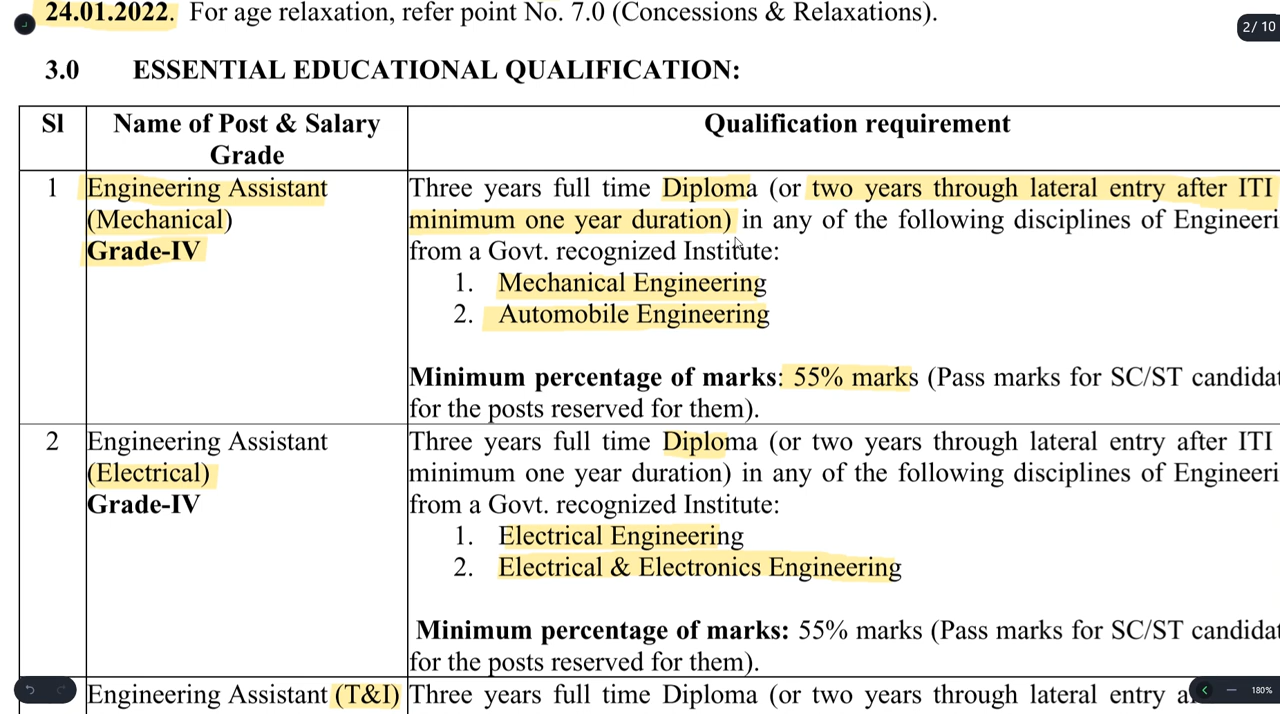 24.01.2022. For age relaxation, refer point No. 7.0 (Concessions & Relaxations).
2/ 10
3.0 ESSENTIAL EDUCATIONAL QUALIFICATION:
Sl Name of Post & Salary Grade Qualification requirement
1 Engineering Assistant
(Mechanical)
Grade-IV
Three years full time Diploma (or two years through lateral entry after ITI
minimum one year duration) in any of the following disciplines of Engineeri
from a Govt. recognized Institute:
1. Mechanical Engineering
2. Automobile Engineering
Minimum percentage of marks: 55% marks (Pass marks for SC/ST candidat
for the posts reserved for them).
2 Engineering Assistant
(Electrical)
Grade-IV
Three years full time Diploma (or two years through lateral entry after ITI
minimum one year duration) in any of the following disciplines of Engineeri
from a Govt. recognized Institute:
1. Electrical Engineering
2. Electrical & Electronics Engineering
Minimum percentage of marks: 55% marks (Pass marks for SC/ST candidat
for the posts reserved for them).
Engineering Assistant (T&I) Three years full time Diploma (or two years through lateral entry a
180%